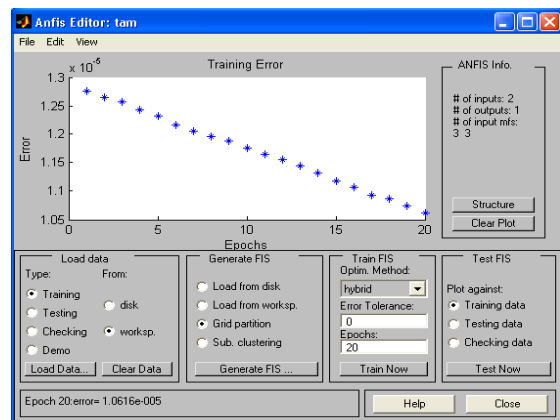 Anfis Editor: tam
File Edit View
x 10^-5
Training Error
1.3
1.25
1.2
1.15
1.1
1.05
Error
0 5 10 15 20
Epochs
ANFIS Info.
# of inputs: 2
# of outputs: 1
# of input mfs:
3 3
Structure
Clear Plot
Load data
Type: From:
Training
Testing
Checking
Demo
disk
worksp.
Load Data... Clear Data
Generate FIS
Load from disk
Load from worksp.
Grid partition
Sub. clustering
Generate FIS ...
Train FIS
Optim. Method:
hybrid
Error Tolerance:
0
Epochs:
20
Train Now
Test FIS
Plot against:
Training data
Testing data
Checking data
Test Now
Epoch 20:error= 1.0616e-005
Help Close